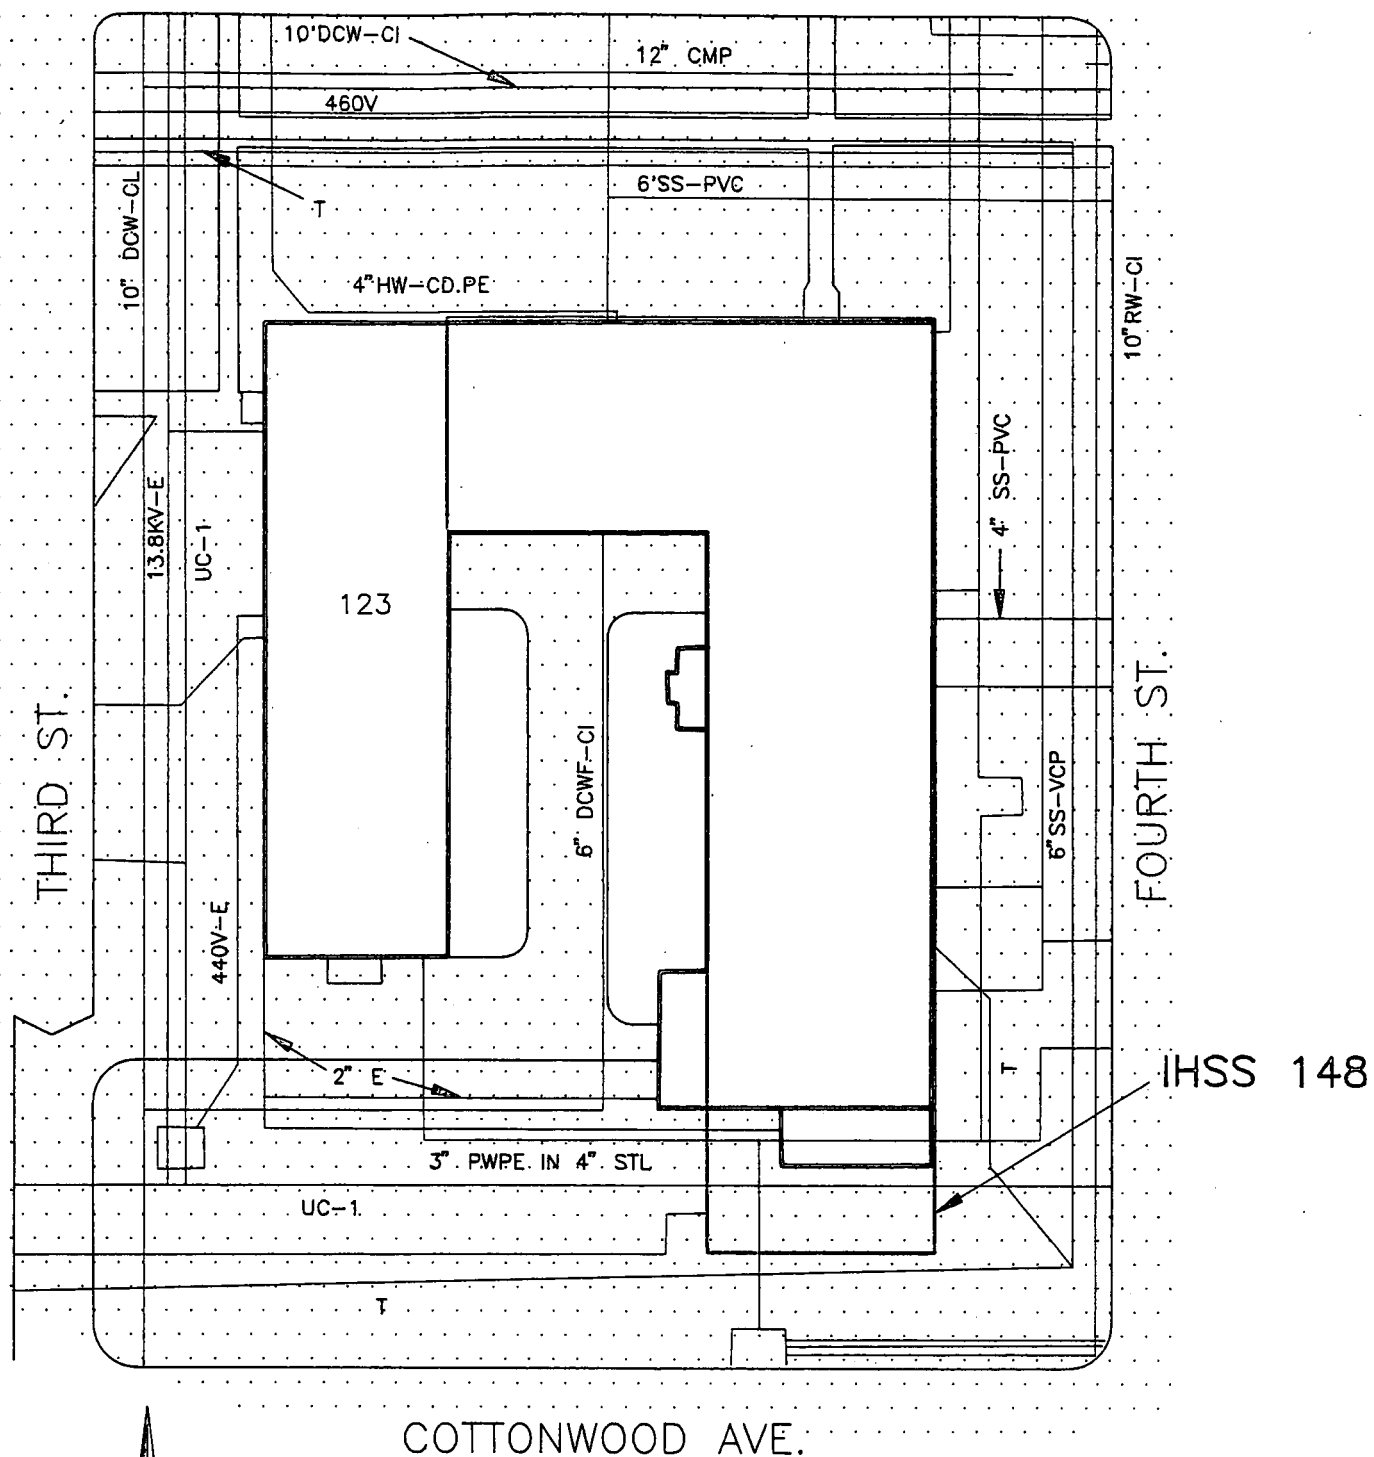 10'DCW-CI
12" CMP
460V
6'SS-PVC
T
10" DCW-CL
4" HW-CD.PE
10" RW-CI
4" SS-PVC
13.8KV-E
UC-1
123
THIRD ST.
6" DCWF-CI
FOURTH ST.
6" SS-VCP
440V-E
2" E
T
IHSS 148
3" PWPE IN 4" STL
UC-1
T
COTTONWOOD AVE.